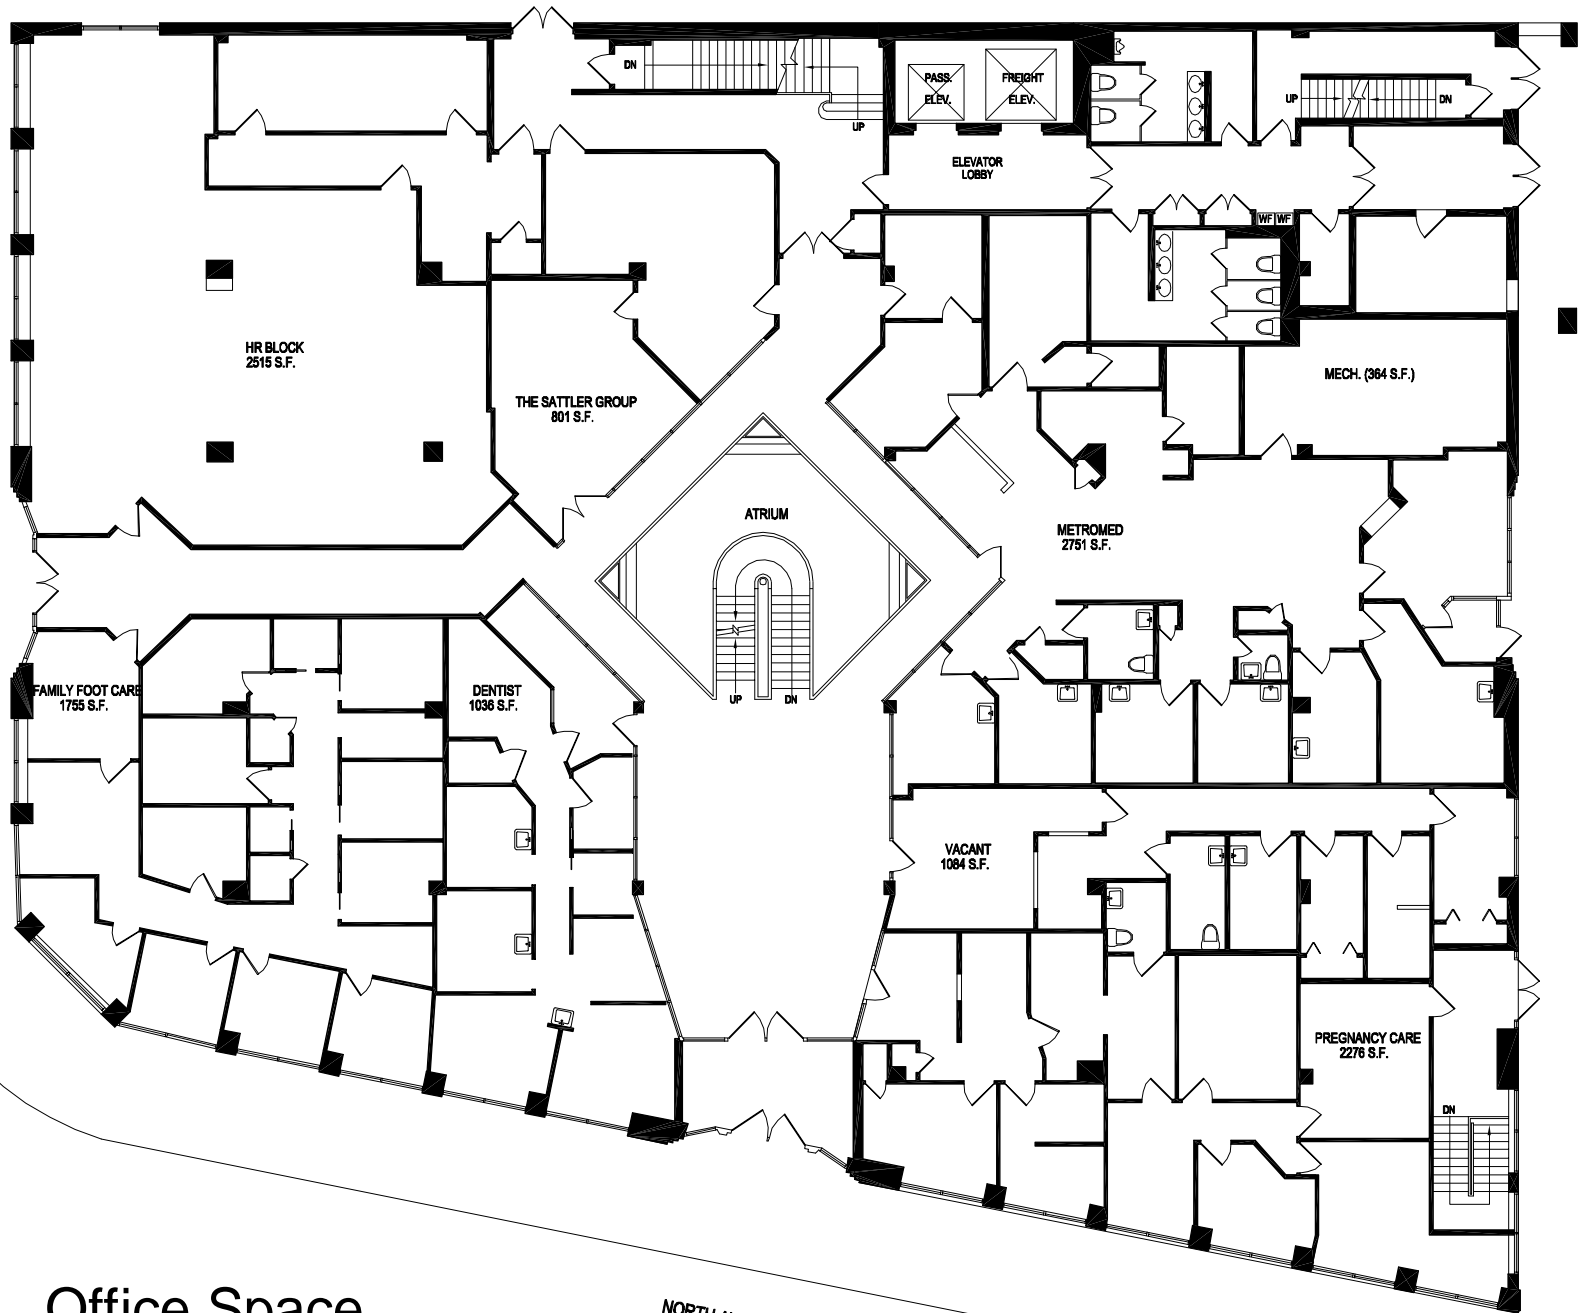 DN
PASS.
ELEV.
FREIGHT
ELEV.
UP
DN
UP
ELEVATOR
LOBBY
WF WF
HR BLOCK
2515 S.F.
MECH. (364 S.F.)
THE SATTLER GROUP
801 S.F.
ATRIUM
METROMED
2751 S.F.
FAMILY FOOT CARE
1755 S.F.
DENTIST
1036 S.F.
UP
DN
VACANT
1084 S.F.
PREGNANCY CARE
2276 S.F.
DN
Office Space
NORTH